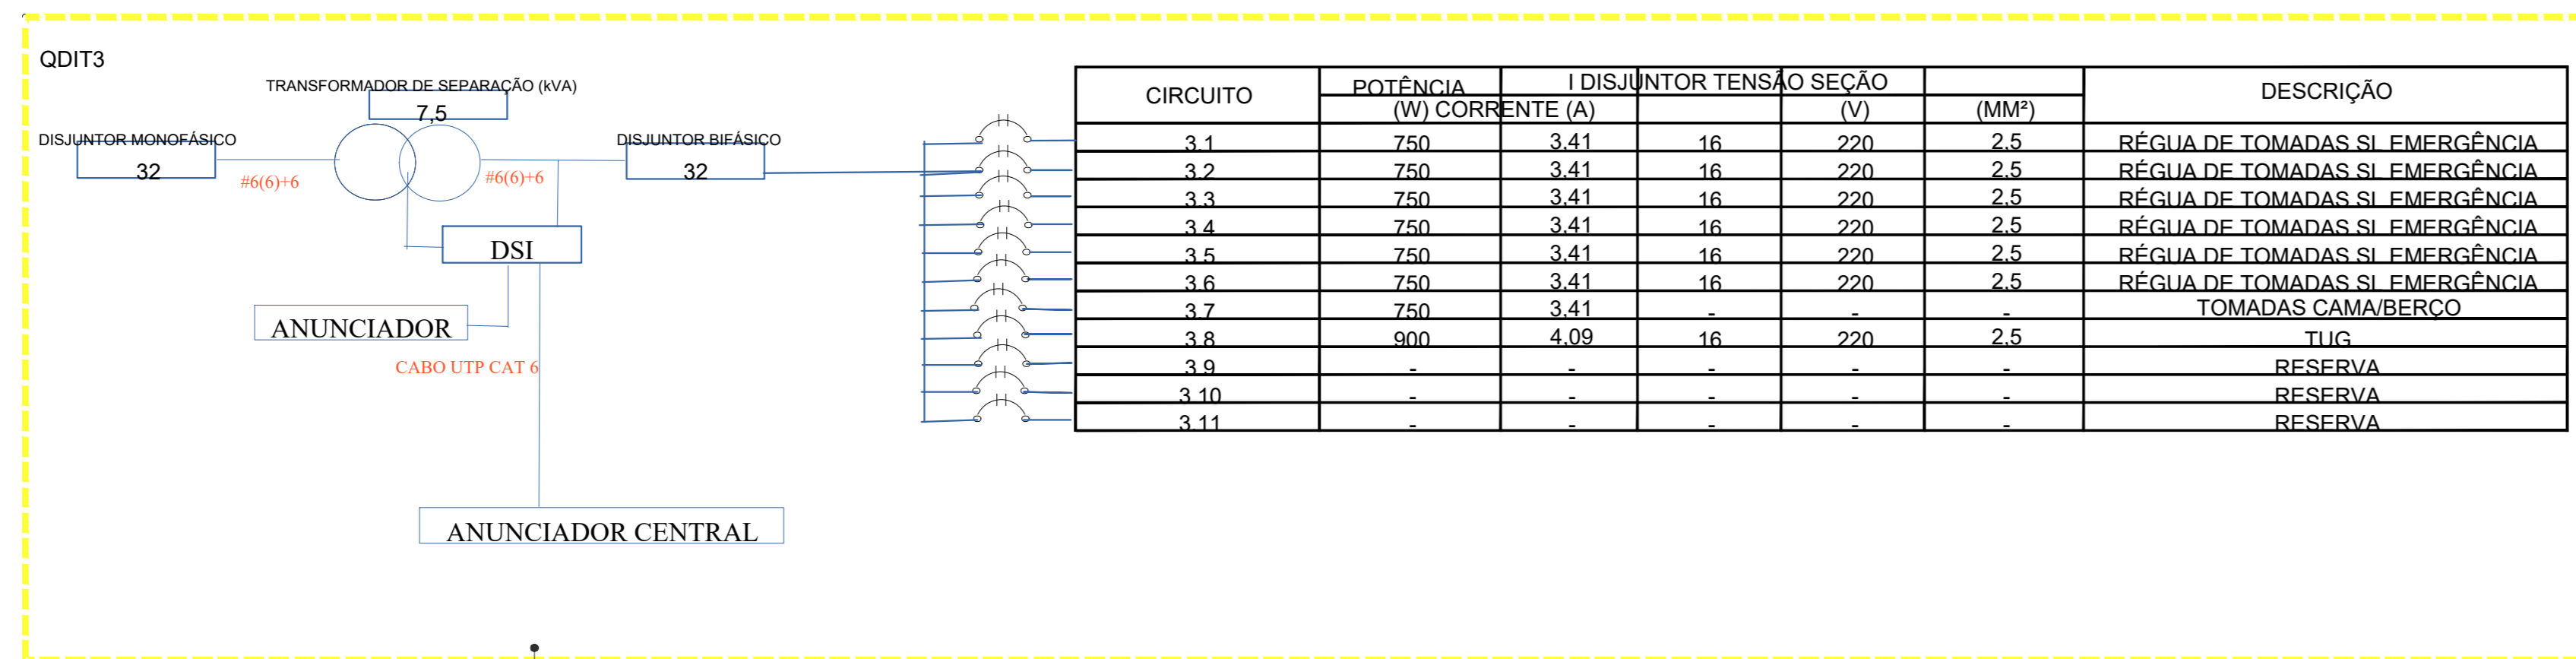 QDIT3
TRANSFORMADOR DE SEPARAÇÃO (kVA)
7,5
DISJUNTOR MONOFÁSICO
32
#6(6)+6
#6(6)+6
DISJUNTOR BIFÁSICO
32
DSI
ANUNCIADOR
CABO UTP CAT 6
ANUNCIADOR CENTRAL
CIRCUITO POTÊNCIA I DISJUNTOR TENSÃO SEÇÃO DESCRIÇÃO
(W) CORRENTE (A) (V) (MM²)
3.1 750 3,41 16 220 2,5 RÉGUA DE TOMADAS SL EMERGÊNCIA
3.2 750 3,41 16 220 2,5 RÉGUA DE TOMADAS SL EMERGÊNCIA
3.3 750 3,41 16 220 2,5 RÉGUA DE TOMADAS SL EMERGÊNCIA
3.4 750 3,41 16 220 2,5 RÉGUA DE TOMADAS SL EMERGÊNCIA
3.5 750 3,41 16 220 2,5 RÉGUA DE TOMADAS SL EMERGÊNCIA
3.6 750 3,41 16 220 2,5 RÉGUA DE TOMADAS SL EMERGÊNCIA
3.7 750 3,41 - - - TOMADAS CAMA/BERÇO
3.8 900 4,09 16 220 2,5 TUG
3.9 - - - - - RESERVA
3.10 - - - - - RESERVA
3.11 - - - - - RESERVA